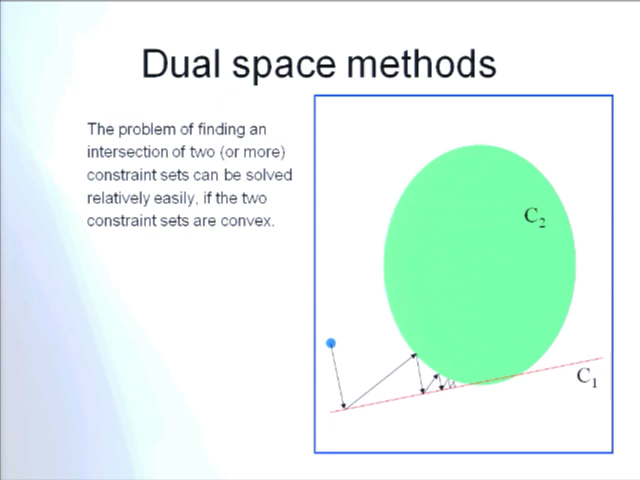 Dual space methods
The problem of finding an
intersection of two (or more)
constraint sets can be solved
relatively easily, if the two
constraint sets are convex.
C2
C1